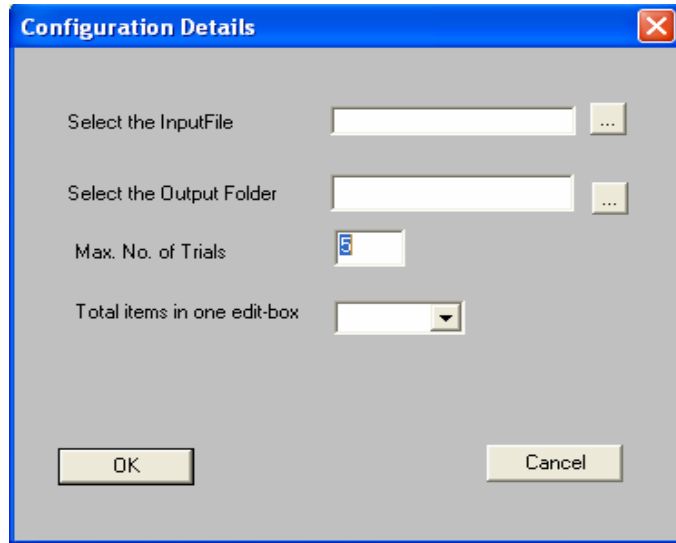 Configuration Details
Select the InputFile ...
Select the Output Folder ...
Max. No. of Trials 5
Total items in one edit-box
OK Cancel